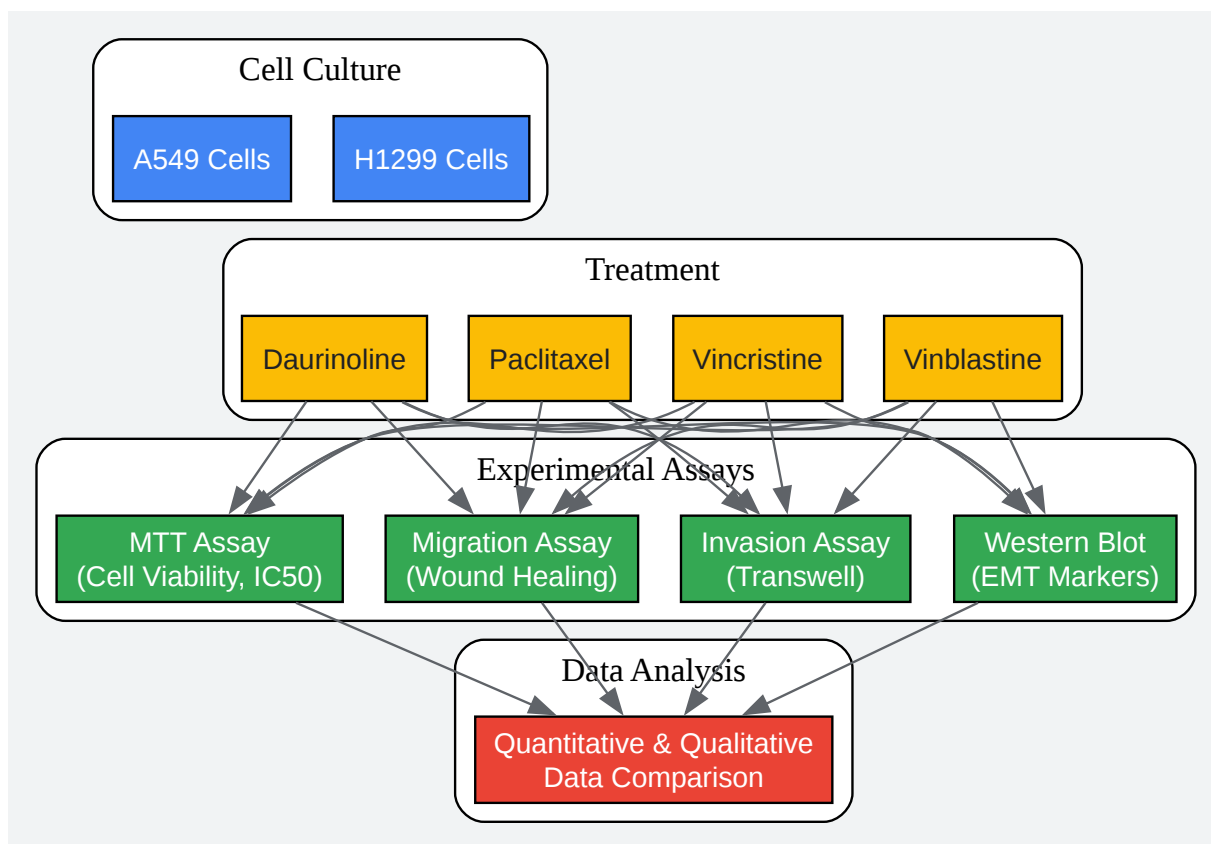 Cell Culture
A549 Cells
H1299 Cells
Treatment
Daurinoline
Paclitaxel
Vincristine
Vinblastine
Experimental Assays
MTT Assay
(Cell Viability, IC50)
Migration Assay
(Wound Healing)
Invasion Assay
(Transwell)
Western Blot
(EMT Markers)
Data Analysis
Quantitative & Qualitative
Data Comparison